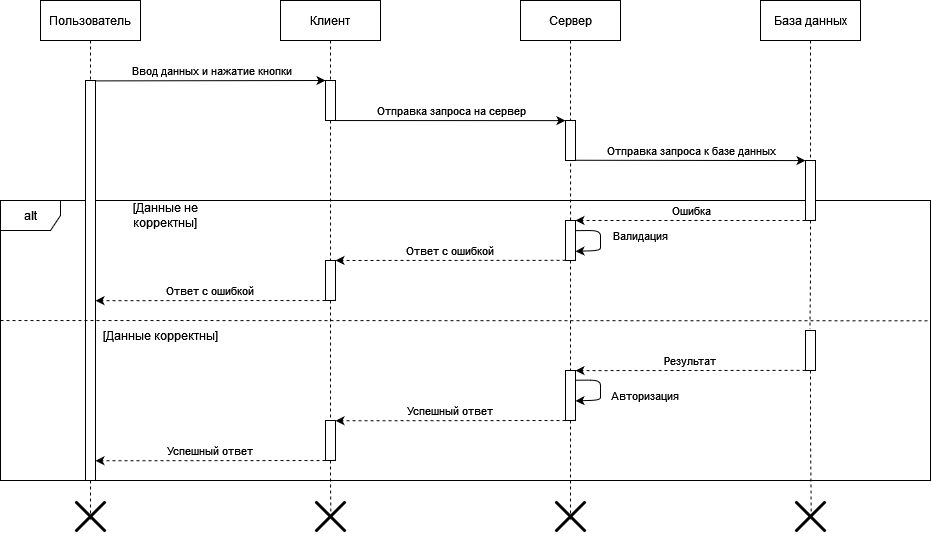 Пользователь
Клиент
Сервер
База данных
Ввод данных и нажатие кнопки
Отправка запроса на сервер
Отправка запроса к базе данных
alt
[Данные не
корректны]
Ошибка
Валидация
Ответ с ошибкой
Ответ с ошибкой
[Данные корректны]
Результат
Авторизация
Успешный ответ
Успешный ответ